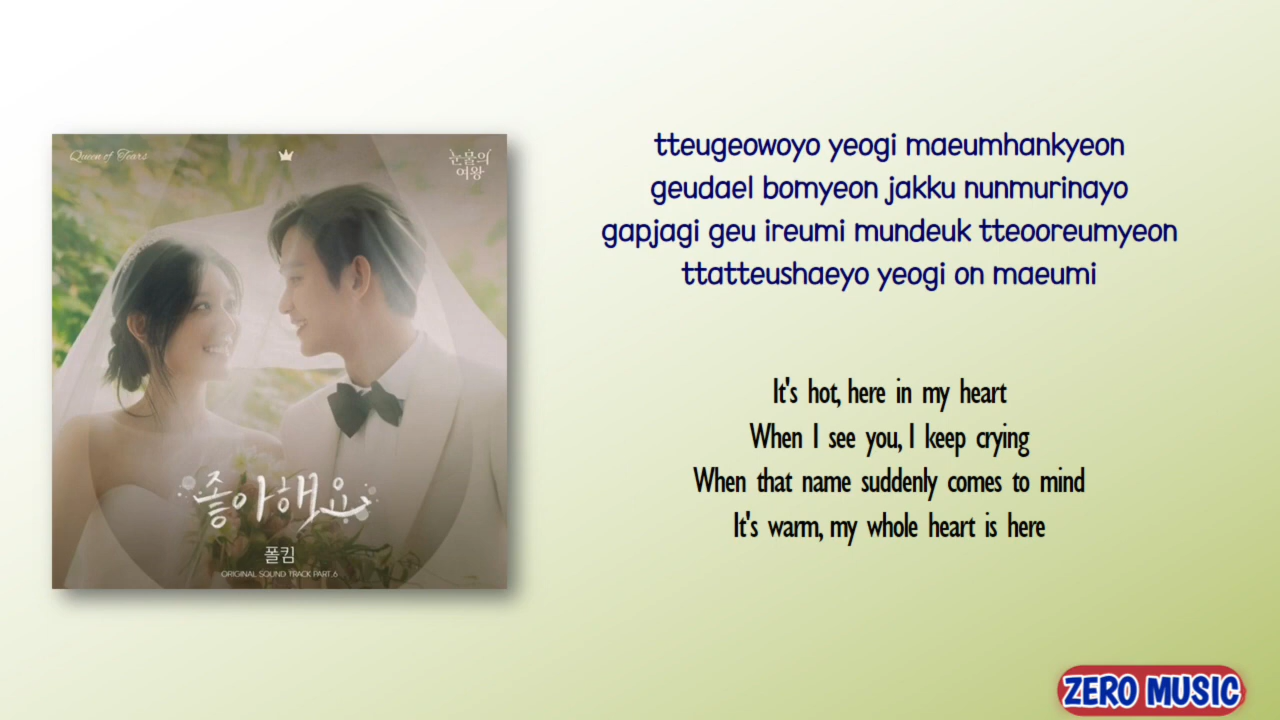 Queen of Tears
눈물의
여왕
좋아해요
폴킴
ORIGINAL SOUND TRACK PART.6
tteugeowoyo yeogi maeumhankyeon
geudael bomyeon jakku nunmurinayo
gapjagi geu ireumi mundeuk tteooreumyeon
ttatteushaeyo yeogi on maeumi
It's hot, here in my heart
When I see you, I keep crying
When that name suddenly comes to mind
It's warm, my whole heart is here
ZERO MUSIC